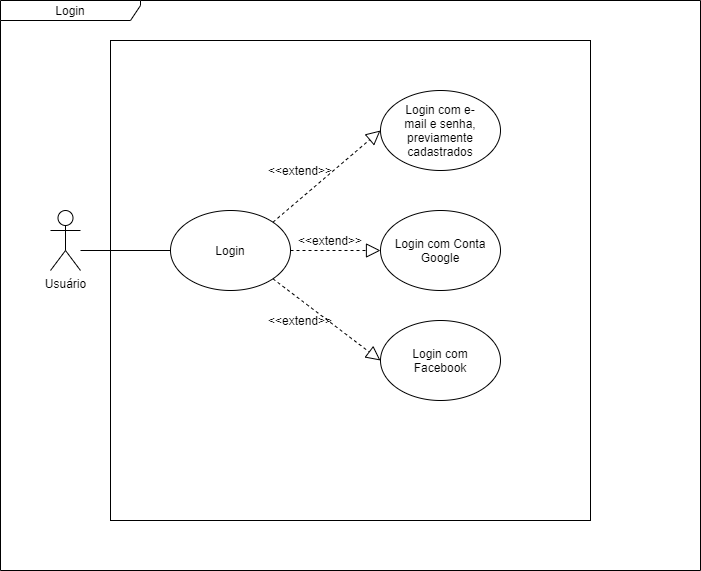 Login
Login com e-
mail e senha,
previamente
cadastrados
<<extend>>
<<extend>>
Login com Conta
Google
Login
Usuário
<<extend>>
Login com
Facebook